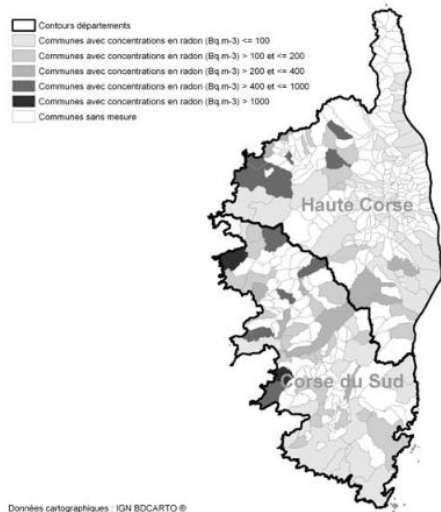 Contours départements
Communes avec concentrations en radon (Bq.m-3) <= 100
Communes avec concentrations en radon (Bq.m-3) > 100 et <= 200
Communes avec concentrations en radon (Bq.m-3) > 200 et <= 400
Communes avec concentrations en radon (Bq.m-3) > 400 et <= 1000
Communes avec concentrations en radon (Bq.m-3) > 1000
Communes sans mesure
Haute Corse
Corse du Sud
Données cartographiques : IGN BDCARTO ®